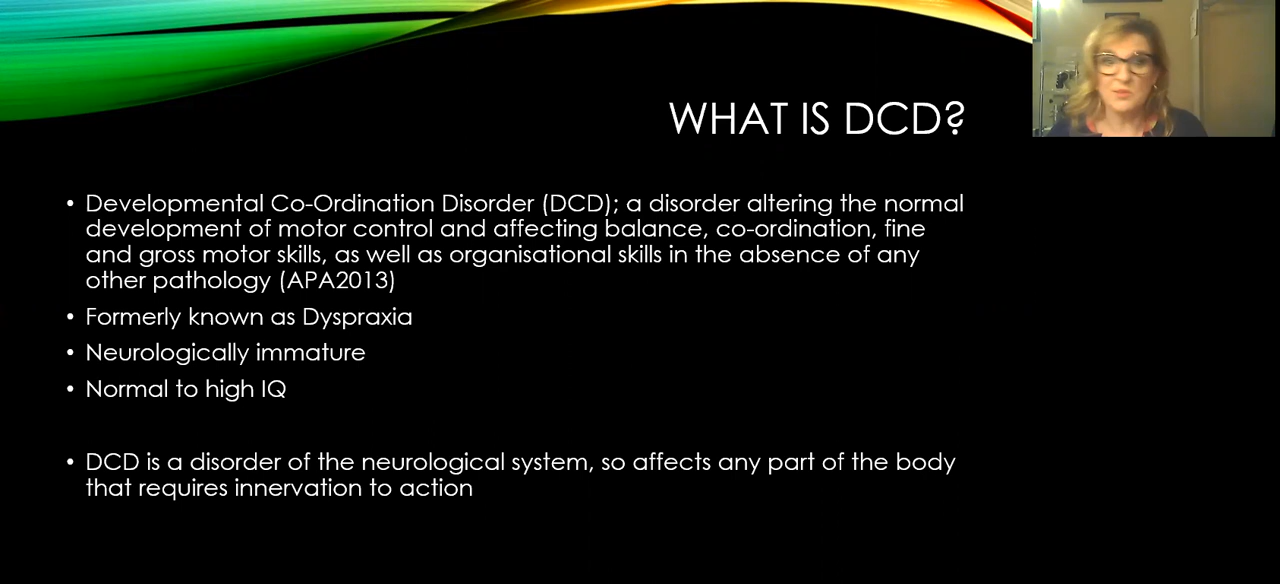 WHAT IS DCD?
• Developmental Co-Ordination Disorder (DCD); a disorder altering the normal
development of motor control and affecting balance, co-ordination, fine
and gross motor skills, as well as organisational skills in the absence of any
other pathology (APA2013)
• Formerly known as Dyspraxia
• Neurologically immature
• Normal to high IQ
• DCD is a disorder of the neurological system, so affects any part of the body
that requires innervation to action